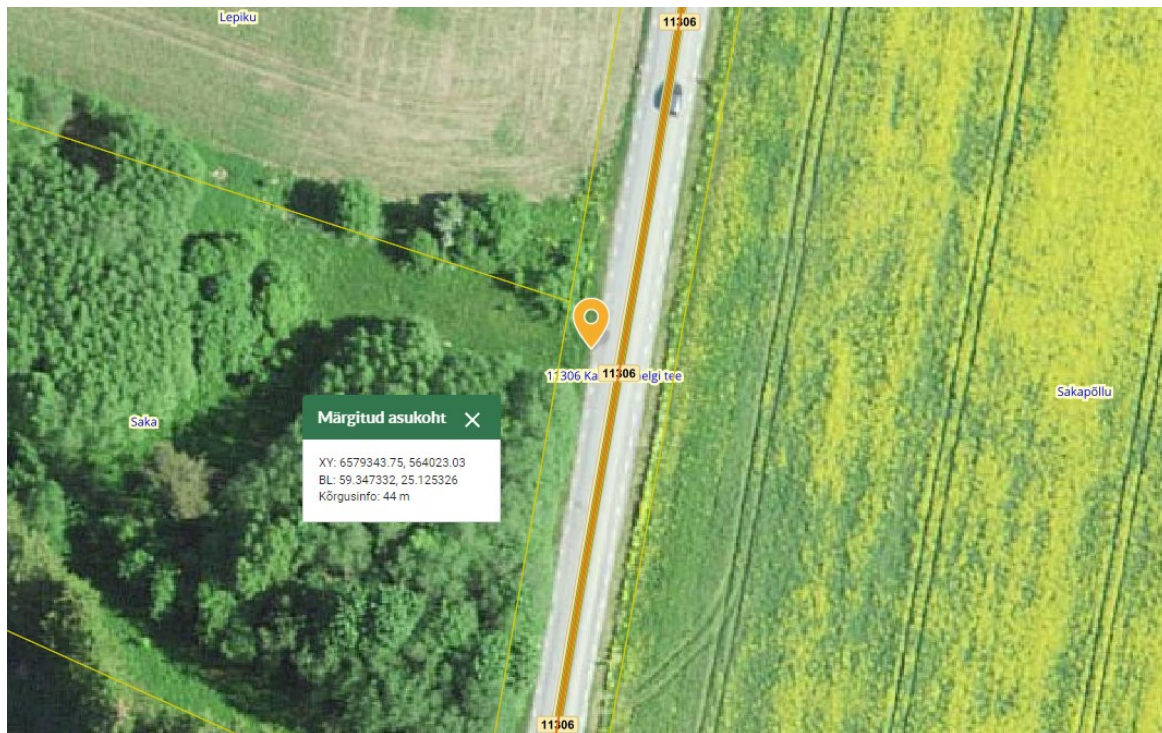 Lepiku
11306
11306 Ka
11306
elgi tee
Sakapõllu
Märgitud asukoht
Saka
XY: 6579343.75, 564023.03
BL: 59.347332, 25.125326
Kõrgusinfo: 44 m
11306